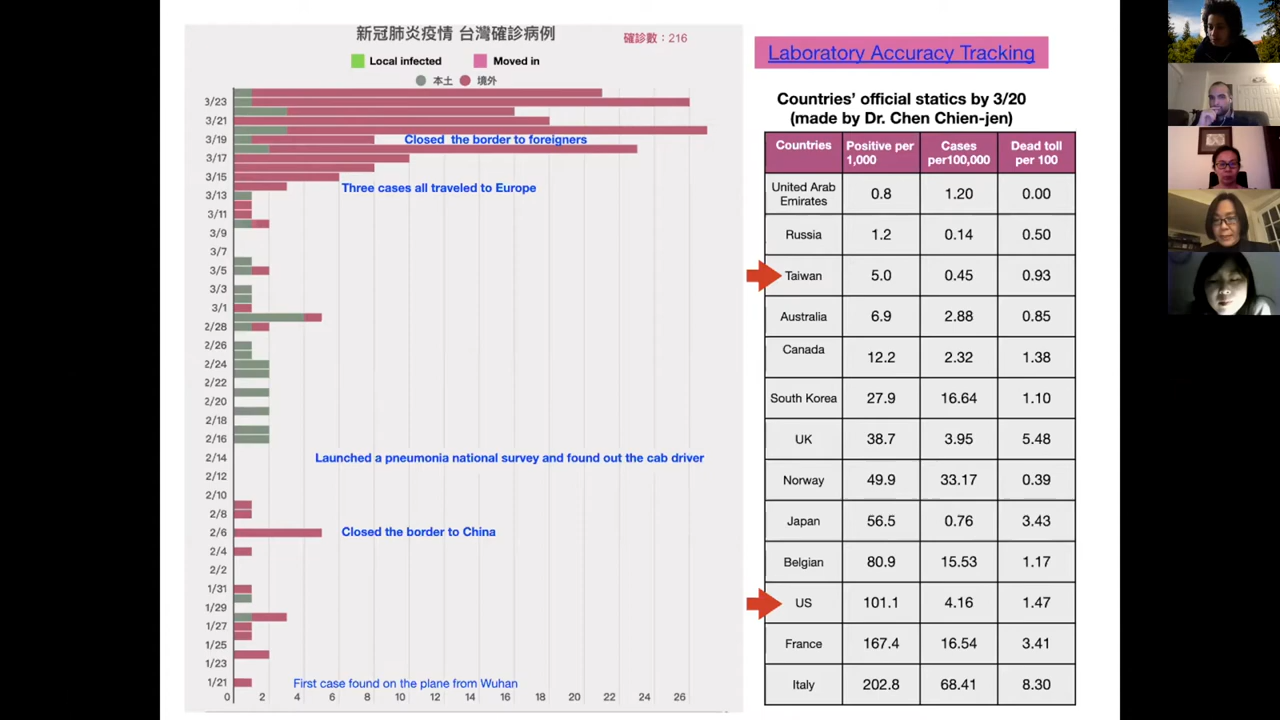 新冠肺炎疫情 台灣確診病例
確診數：216
Local infected
Moved in
本土
境外
3/23
3/21
3/19
Closed the border to foreigners
3/17
3/15
Three cases all traveled to Europe
3/13
3/11
3/9
3/7
3/5
3/3
3/1
2/28
2/26
2/24
2/22
2/20
2/18
2/16
2/14
Launched a pneumonia national survey and found out the cab driver
2/12
2/10
2/8
2/6
Closed the border to China
2/4
2/2
1/31
1/29
1/27
1/25
1/23
1/21
First case found on the plane from Wuhan
0 2 4 6 8 10 12 14 16 18 20 22 24 26
Laboratory Accuracy Tracking
Countries’ official statics by 3/20
(made by Dr. Chen Chien-jen)
Countries Positive per 1,000 Cases per100,000 Dead toll per 100
United Arab Emirates 0.8 1.20 0.00
Russia 1.2 0.14 0.50
Taiwan 5.0 0.45 0.93
Australia 6.9 2.88 0.85
Canada 12.2 2.32 1.38
South Korea 27.9 16.64 1.10
UK 38.7 3.95 5.48
Norway 49.9 33.17 0.39
Japan 56.5 0.76 3.43
Belgian 80.9 15.53 1.17
US 101.1 4.16 1.47
France 167.4 16.54 3.41
Italy 202.8 68.41 8.30